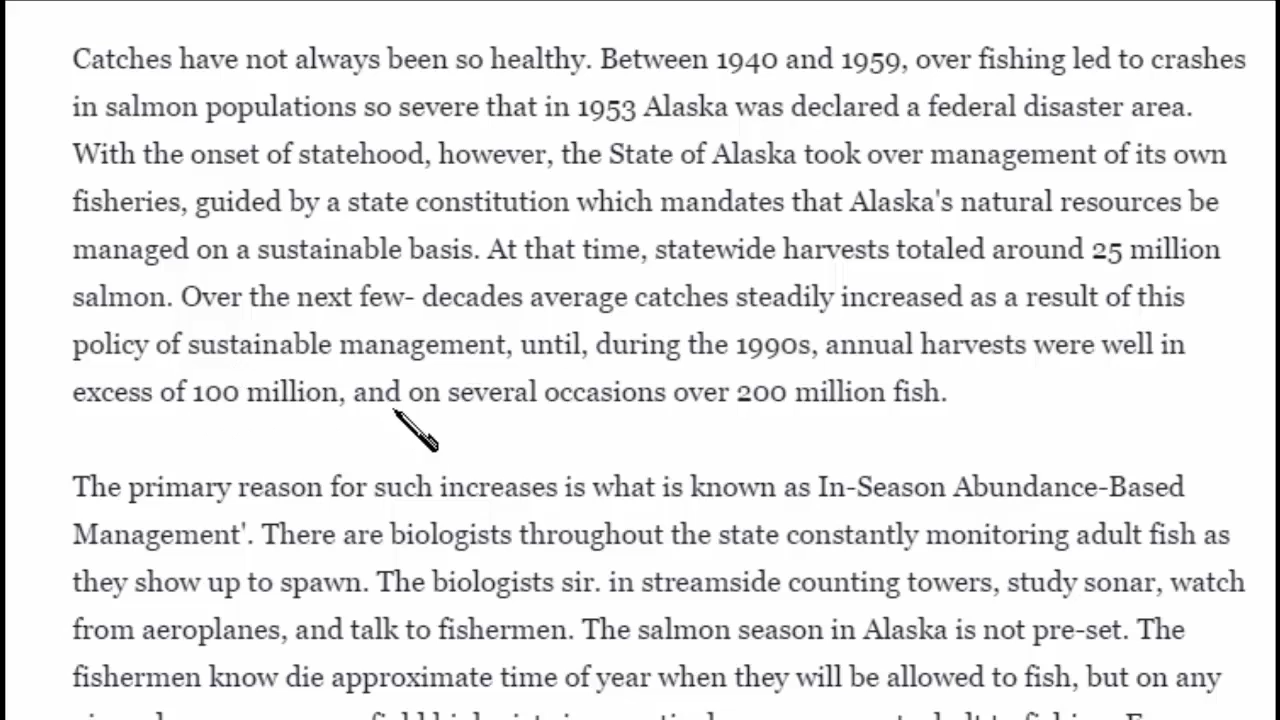 Catches have not always been so healthy. Between 1940 and 1959, over fishing led to crashes
in salmon populations so severe that in 1953 Alaska was declared a federal disaster area.
With the onset of statehood, however, the State of Alaska took over management of its own
fisheries, guided by a state constitution which mandates that Alaska's natural resources be
managed on a sustainable basis. At that time, statewide harvests totaled around 25 million
salmon. Over the next few- decades average catches steadily increased as a result of this
policy of sustainable management, until, during the 1990s, annual harvests were well in
excess of 100 million, and on several occasions over 200 million fish.
The primary reason for such increases is what is known as In-Season Abundance-Based
Management'. There are biologists throughout the state constantly monitoring adult fish as
they show up to spawn. The biologists sir. in streamside counting towers, study sonar, watch
from aeroplanes, and talk to fishermen. The salmon season in Alaska is not pre-set. The
fishermen know die approximate time of year when they will be allowed to fish, but on any